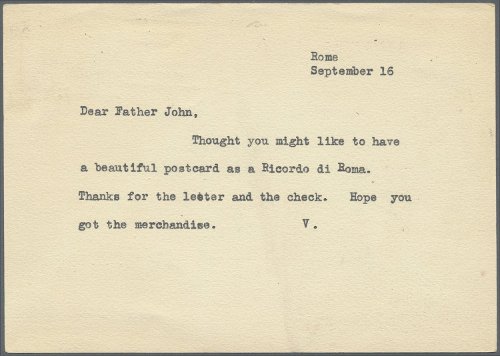 Rome
September 16
Dear Father John,
Thought you might like to have
a beautiful postcard as a Ricordo di Roma.
Thanks for the letter and the check. Hope you
got the merchandise. V.